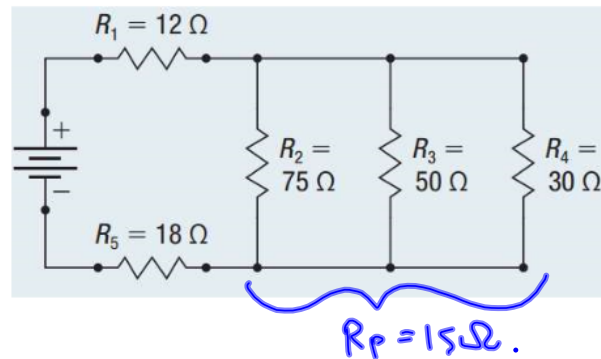 R₁ = 12 Ω
+
−
R₂ =
75 Ω
R₃ =
50 Ω
R₄ =
30 Ω
R₅ = 18 Ω
Rₚ = 15Ω.